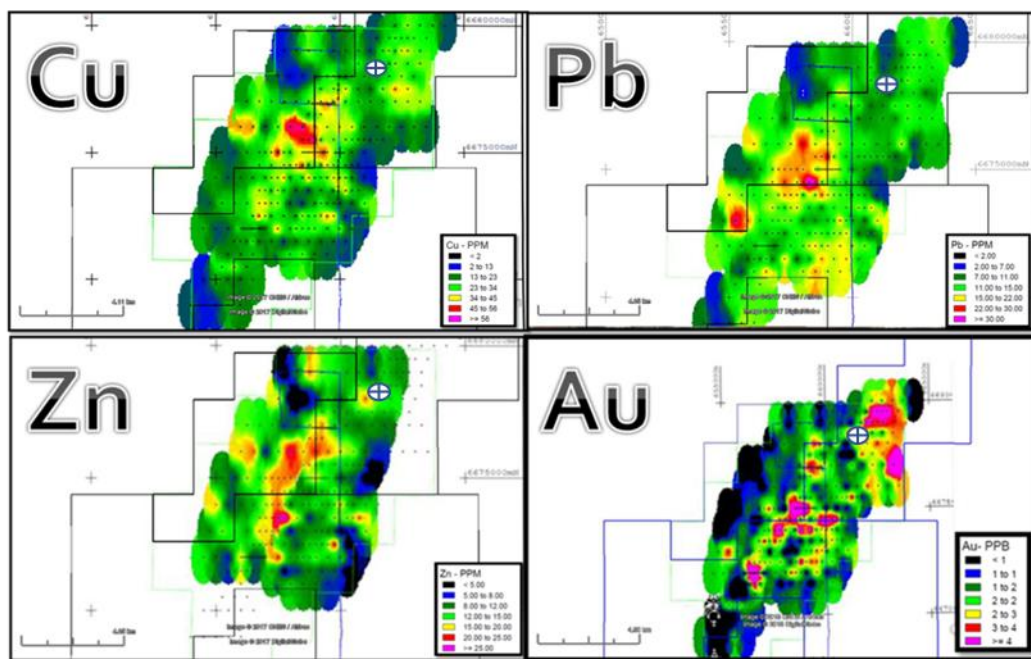 Cu
6680000mN
6675000mN
Cu - PPM
< 2
2 to 13
13 to 23
23 to 34
34 to 45
45 to 56
>= 56
Pb
6680000mN
6675000mN
Pb - PPM
< 2.00
2.00 to 7.00
7.00 to 11.00
11.00 to 15.00
15.00 to 22.00
22.00 to 30.00
>= 30.00
Zn
6675000mN
Zn - PPM
< 5.00
5.00 to 8.00
8.00 to 12.00
12.00 to 15.00
15.00 to 20.00
20.00 to 25.00
>= 25.00
Au
Au- PPB
< 1
1 to 1
1 to 2
2 to 2
2 to 3
3 to 4
>= 4